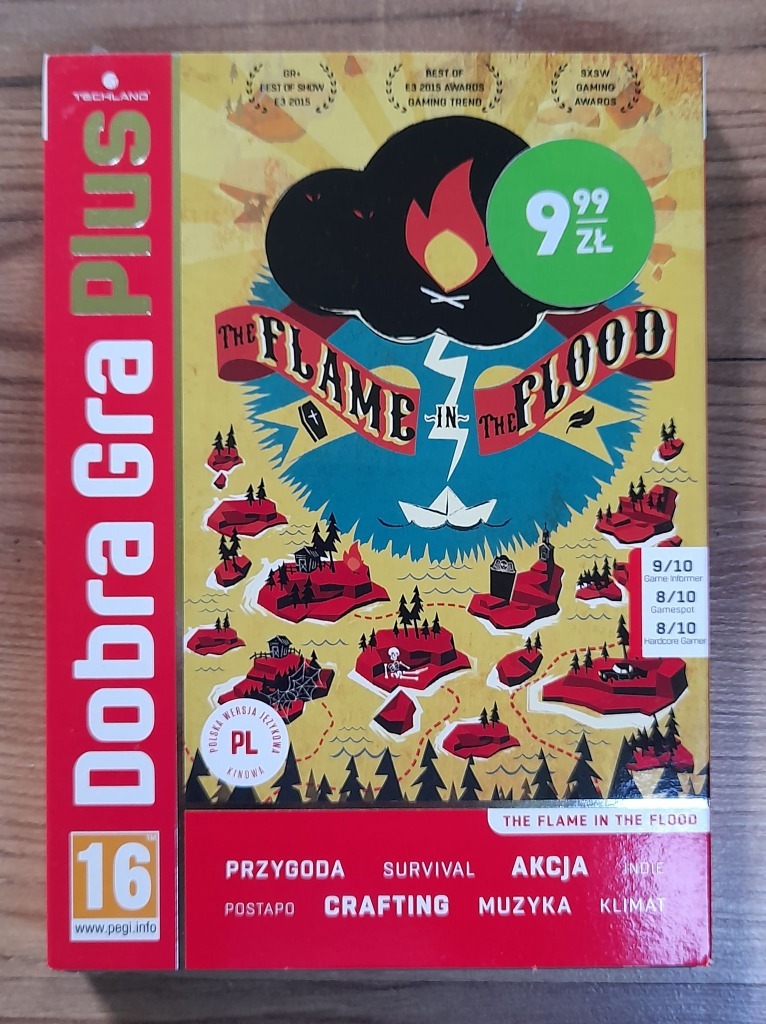 TECHLAND
Dobra Gra Plus
GR+
BEST OF SHOW
E3 2015
BEST OF
E3 2015 AWARDS
GAMING TREND
SXSW
GAMING
AWARDS
9 99
ZŁ
THE FLAME IN THE FLOOD
9/10
Game Informer
8/10
Gamespot
8/10
Hardcore Gamer
POLSKA WERSJA JĘZYKOWA
PL
KINOWA
THE FLAME IN THE FLOOD
PRZYGODA SURVIVAL AKCJA INDIE
POSTAPO CRAFTING MUZYKA KLIMAT
16
www.pegi.info